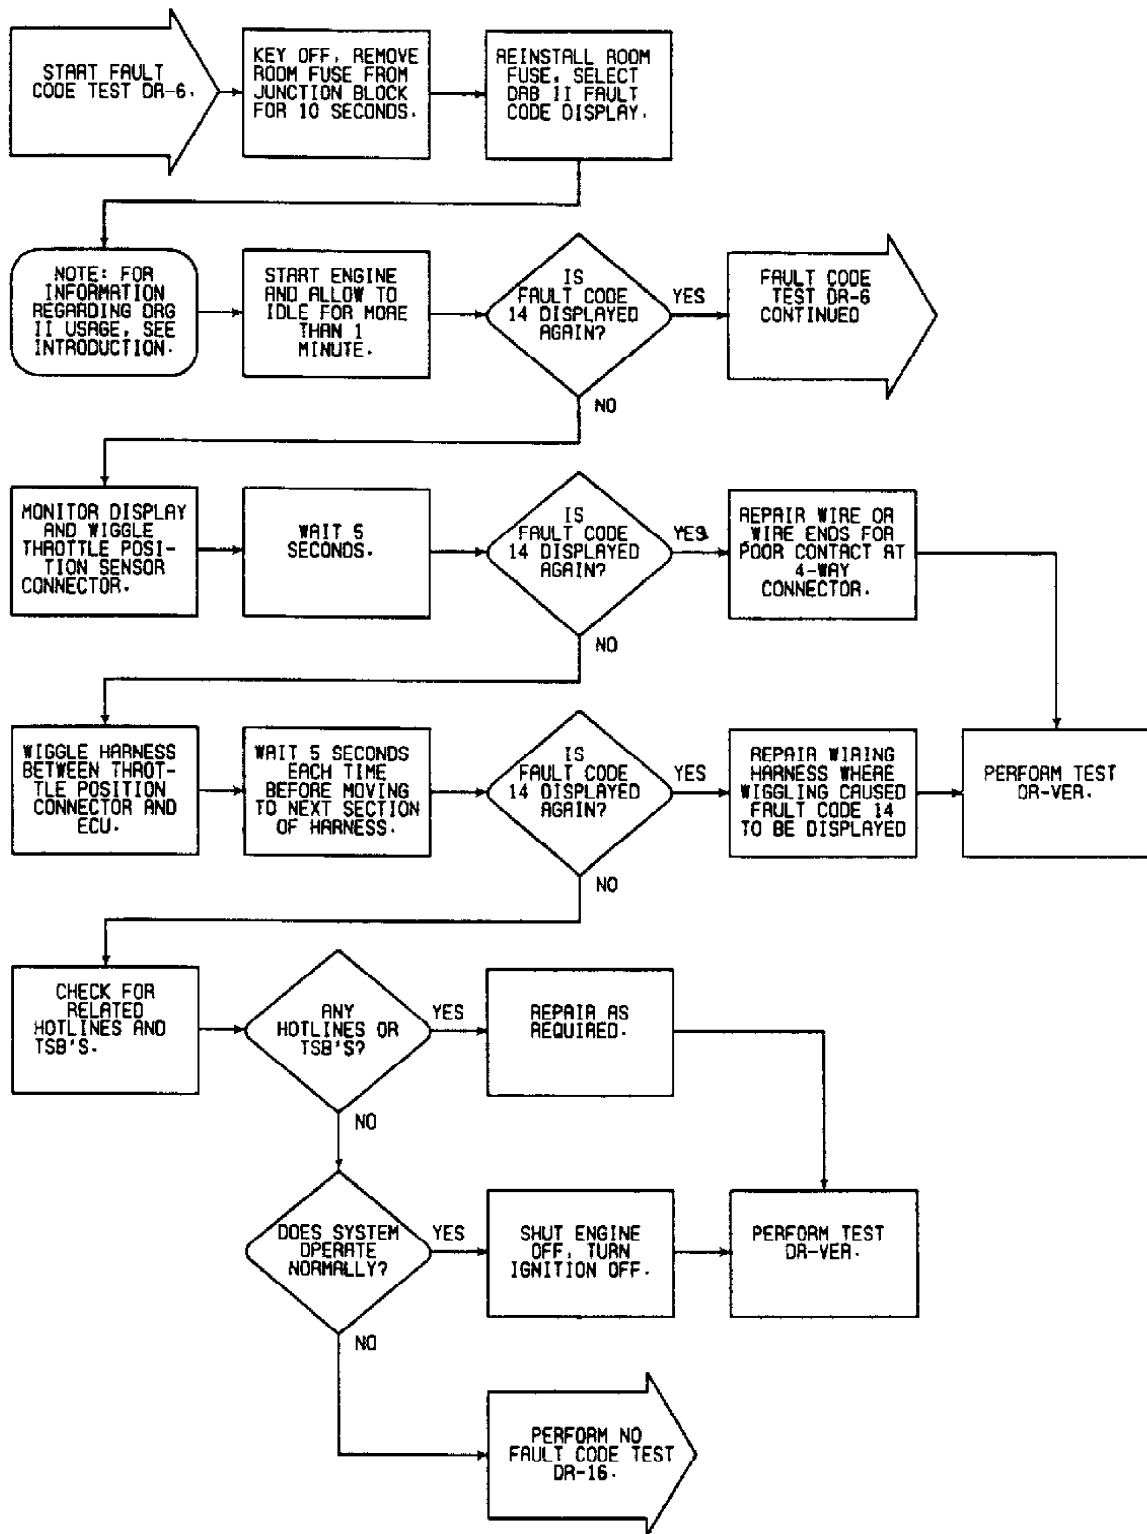 START FAULT
CODE TEST DR-6.
KEY OFF, REMOVE
ROOM FUSE FROM
JUNCTION BLOCK
FOR 10 SECONDS.
REINSTALL ROOM
FUSE, SELECT
DRB II FAULT
CODE DISPLAY.
NOTE: FOR
INFORMATION
REGARDING DRG
II USAGE, SEE
INTRODUCTION.
START ENGINE
AND ALLOW TO
IDLE FOR MORE
THAN 1
MINUTE.
IS
FAULT CODE
14 DISPLAYED
AGAIN?
YES
NO
FAULT CODE
TEST DR-6
CONTINUED
MONITOR DISPLAY
AND WIGGLE
THROTTLE POSI-
TION SENSOR
CONNECTOR.
WAIT 5
SECONDS.
IS
FAULT CODE
14 DISPLAYED
AGAIN?
YES
NO
REPAIR WIRE OR
WIRE ENDS FOR
POOR CONTACT AT
4-WAY
CONNECTOR.
WIGGLE HARNESS
BETWEEN THROT-
TLE POSITION
CONNECTOR AND
ECU.
WAIT 5 SECONDS
EACH TIME
BEFORE MOVING
TO NEXT SECTION
OF HARNESS.
IS
FAULT CODE
14 DISPLAYED
AGAIN?
YES
NO
REPAIR WIRING
HARNESS WHERE
WIGGLING CAUSED
FAULT CODE 14
TO BE DISPLAYED
PERFORM TEST
DR-VER.
CHECK FOR
RELATED
HOTLINES AND
TSB'S.
ANY
HOTLINES OR
TSB'S?
YES
NO
REPAIR AS
REQUIRED.
DOES SYSTEM
OPERATE
NORMALLY?
YES
NO
SHUT ENGINE
OFF, TURN
IGNITION OFF.
PERFORM TEST
DR-VER.
PERFORM NO
FAULT CODE TEST
DR-16.